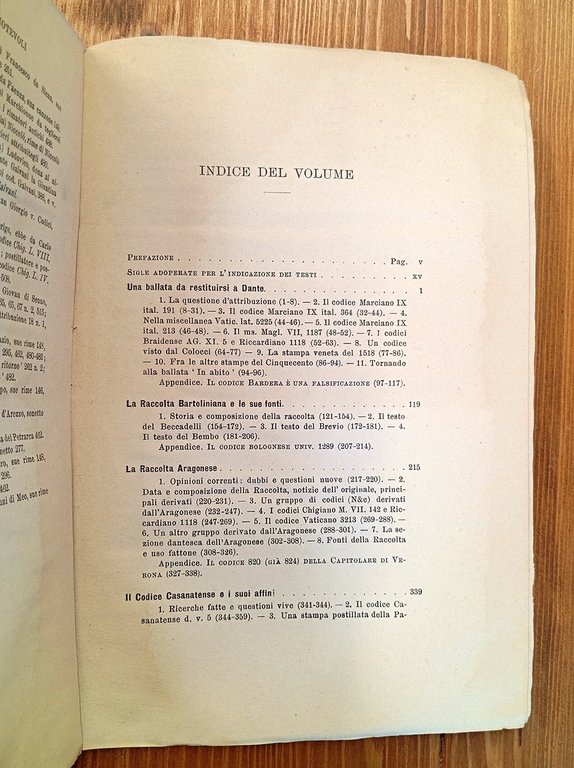 NOTEVOLI
Francesco da Siena, sue
INDICE DEL VOLUME
PREFAZIONE . . . . . . . . . . . . . . . . . . . . . Pag. V
SIGLE ADOPERATE PER L'INDICAZIONE DEI TESTI . . . . XV
Una ballata da restituirsi a Dante. . . . . . . . . . . . . . 1
1. La questione d'attribuzione (1-8). — 2. Il codice Marciano IX
ital. 191 (8-31). — 3. Il codice Marciano IX ital. 364 (32-44). — 4.
Nella miscellanea Vatic. lat. 5225 (44-46). — 5. Il codice Marciano IX
ital. 213 (46-48). — 6. Il ms. Magl. VII, 1187 (48-52). — 7. I codici
Braidense AG. XI. 5 e Riccardiano 1118 (52-63). — 8. Un codice
visto dal Colocci (64-77) — 9. La stampa veneta del 1518 (77-86).
— 10. Fra le altre stampe del Cinquecento (86-94). — 11. Tornando
alla ballata ' In abito ' (94-96).
Appendice. IL CODICE BARDERA È UNA FALSIFICAZIONE (97-117).
La Raccolta Bartoliniana e le sue fonti. . . . . . . . . . . . 119
1. Storia e composizione della raccolta (121-154). — 2. Il testo
del Beccadelli (154-172). — 3. Il testo del Brevio (172-181). — 4.
Il testo del Bembo (181-206).
Appendice. IL CODICE BOLOGNESE UNIV. 1289 (207-214).
La Raccolta Aragonese . . . . . . . . . . . . . . . . . . 215
1. Opinioni correnti: dubbi e questioni nuove (217-220). — 2.
Data e composizione della Raccolta, notizie dell' originale, princi-
pali derivati (220-231). — 3. Un gruppo di codici (N&c) derivati
dall'Aragonese (232-247). — 4. I codici Chigiano M. VII. 142 e Ric-
cardiano 1118 (247-269). — 5. Il codice Vaticano 3213 (269-288). —
6. Un altro gruppo derivato dall'Aragonese (288-301). — 7. La se-
zione dantesca dell'Aragonese (302-308). — 8. Fonti della Raccolta
e uso fattone (308-326).
Appendice. IL CODICE 820 (GIÀ 824) DELLA CAPITOLARE DI VE-
RONA (327-338).
Il Codice Casanatense e i suoi affini . . . . . . . . . . . . 339
1. Ricerche fatte e questioni vive (341-344). — 2. Il codice Ca-
sanatense d. v. 5 (344-359). — 3. Una stampa postillata della Pa-